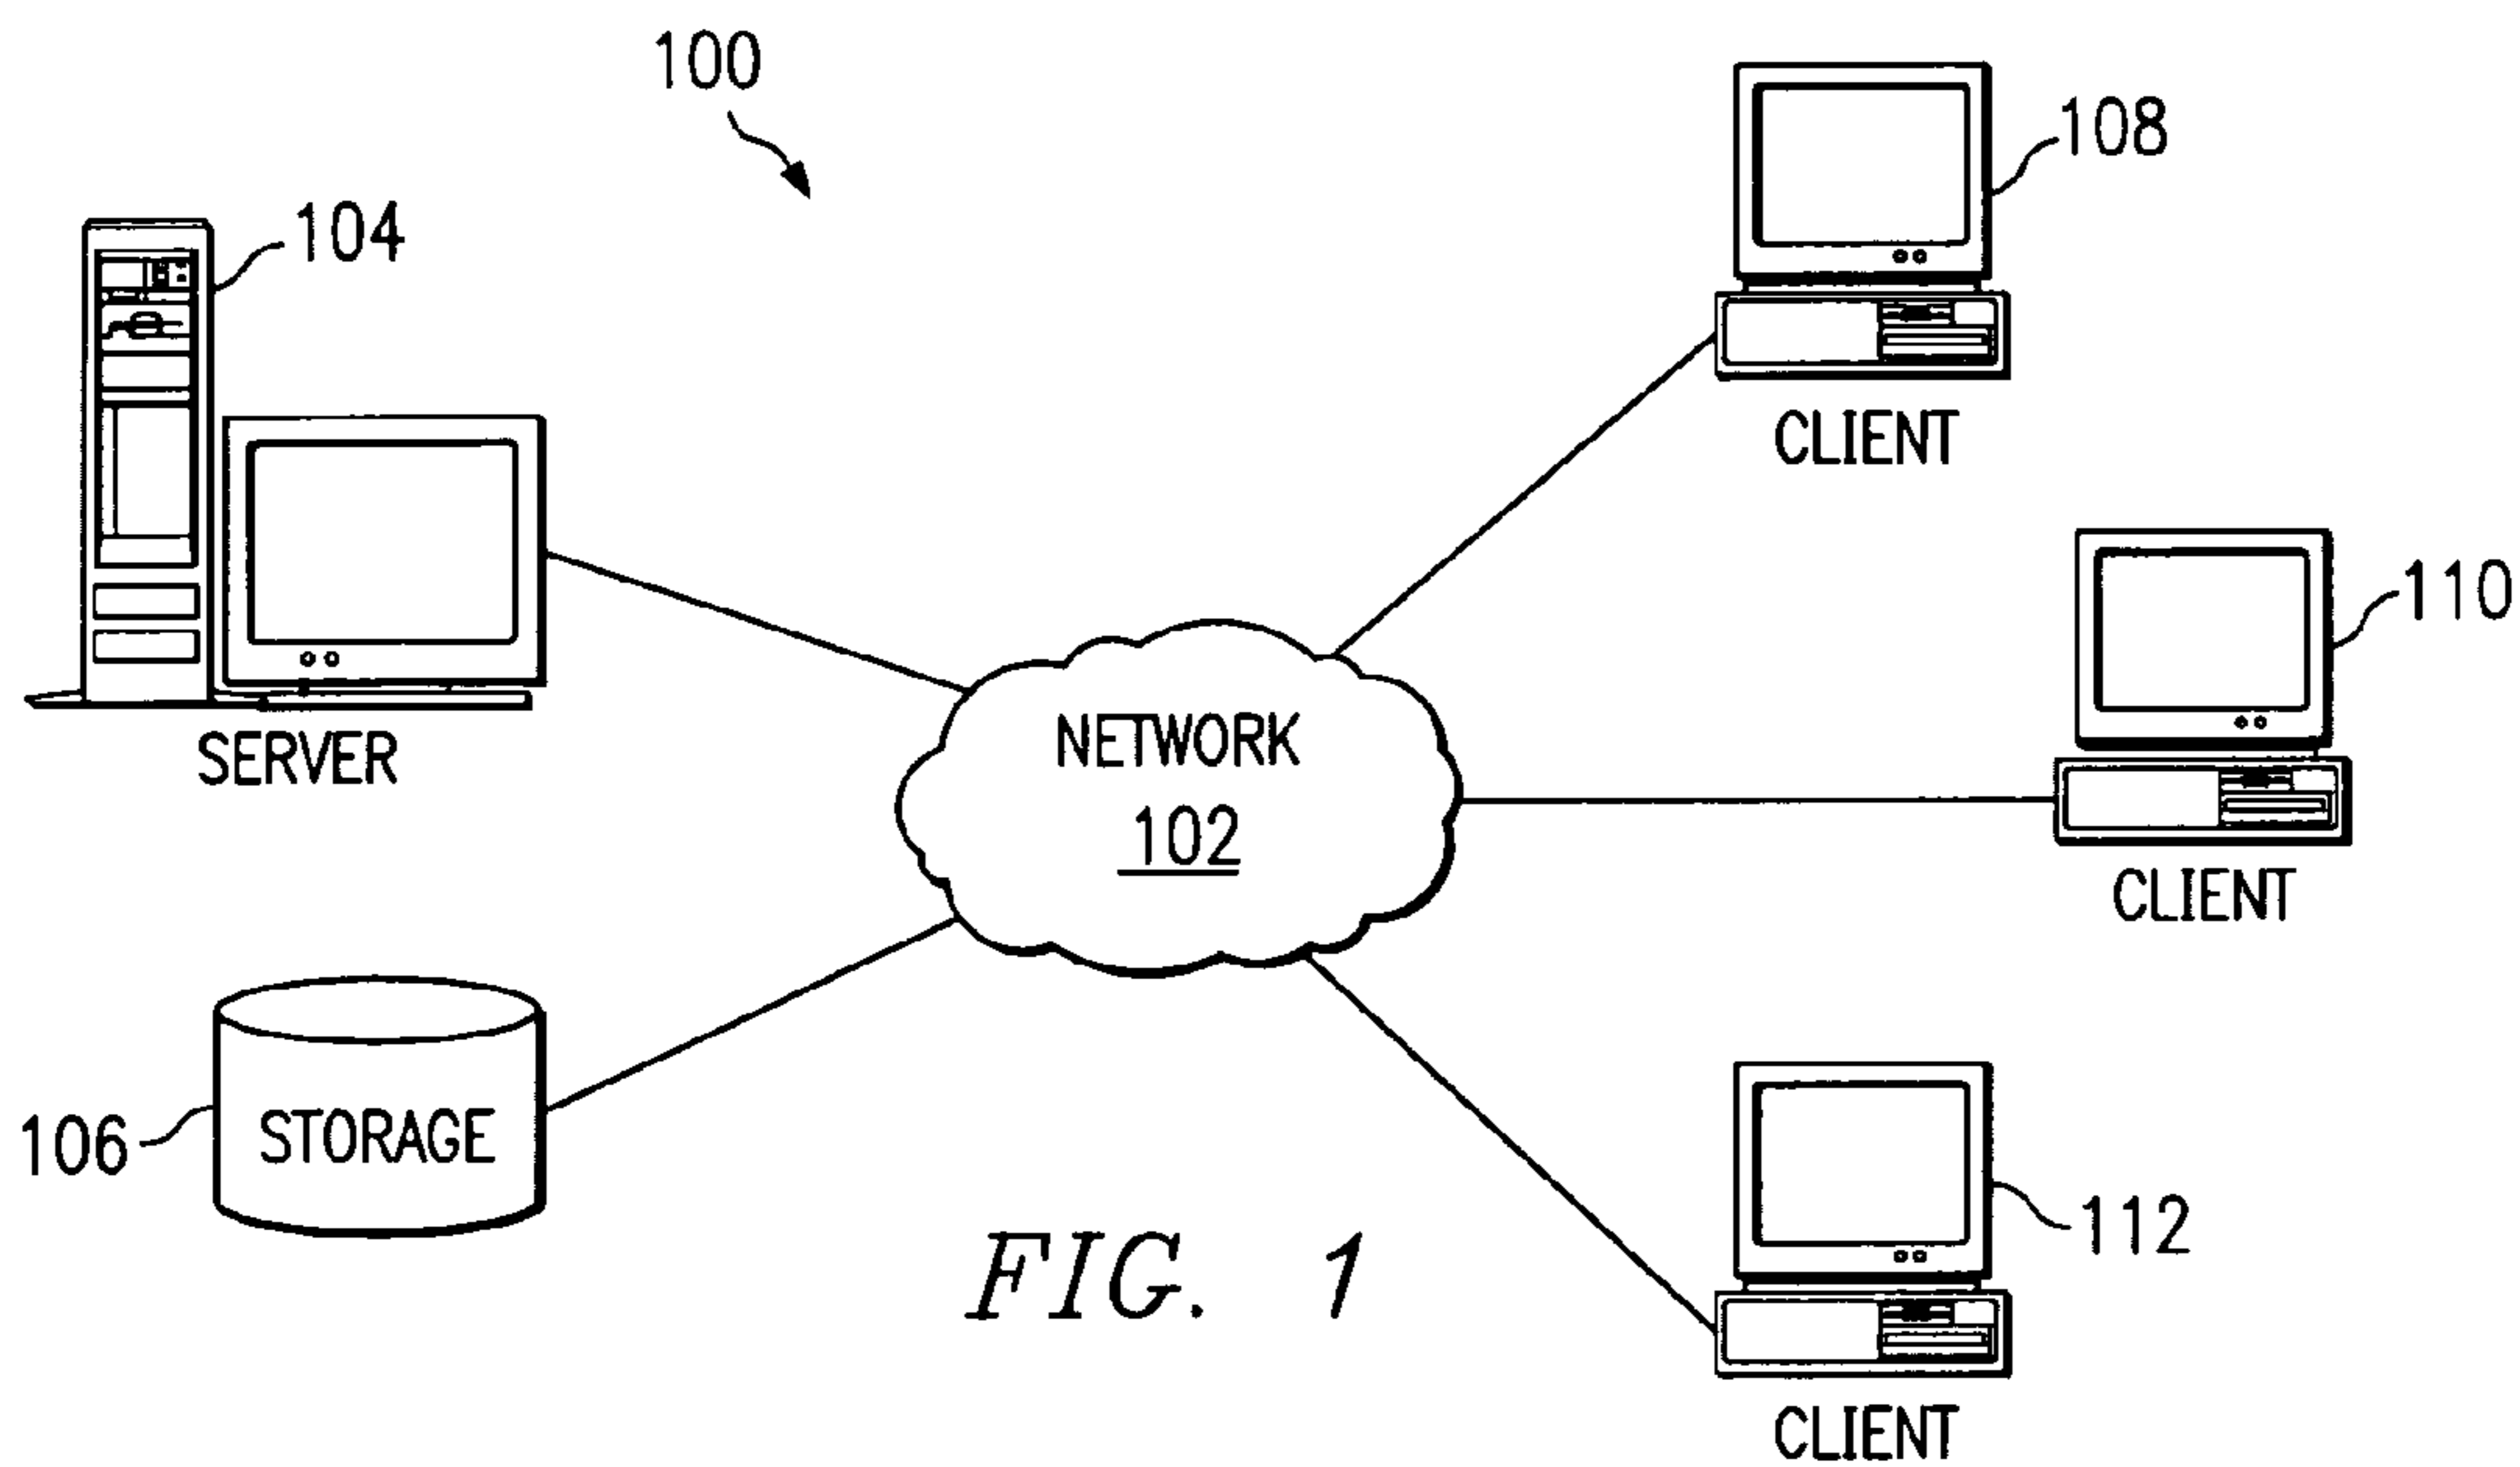 100
108
104
CLIENT
110
NETWORK
SERVER
102
CLIENT
106
STORAGE
112
FIG. 1
CLIENT